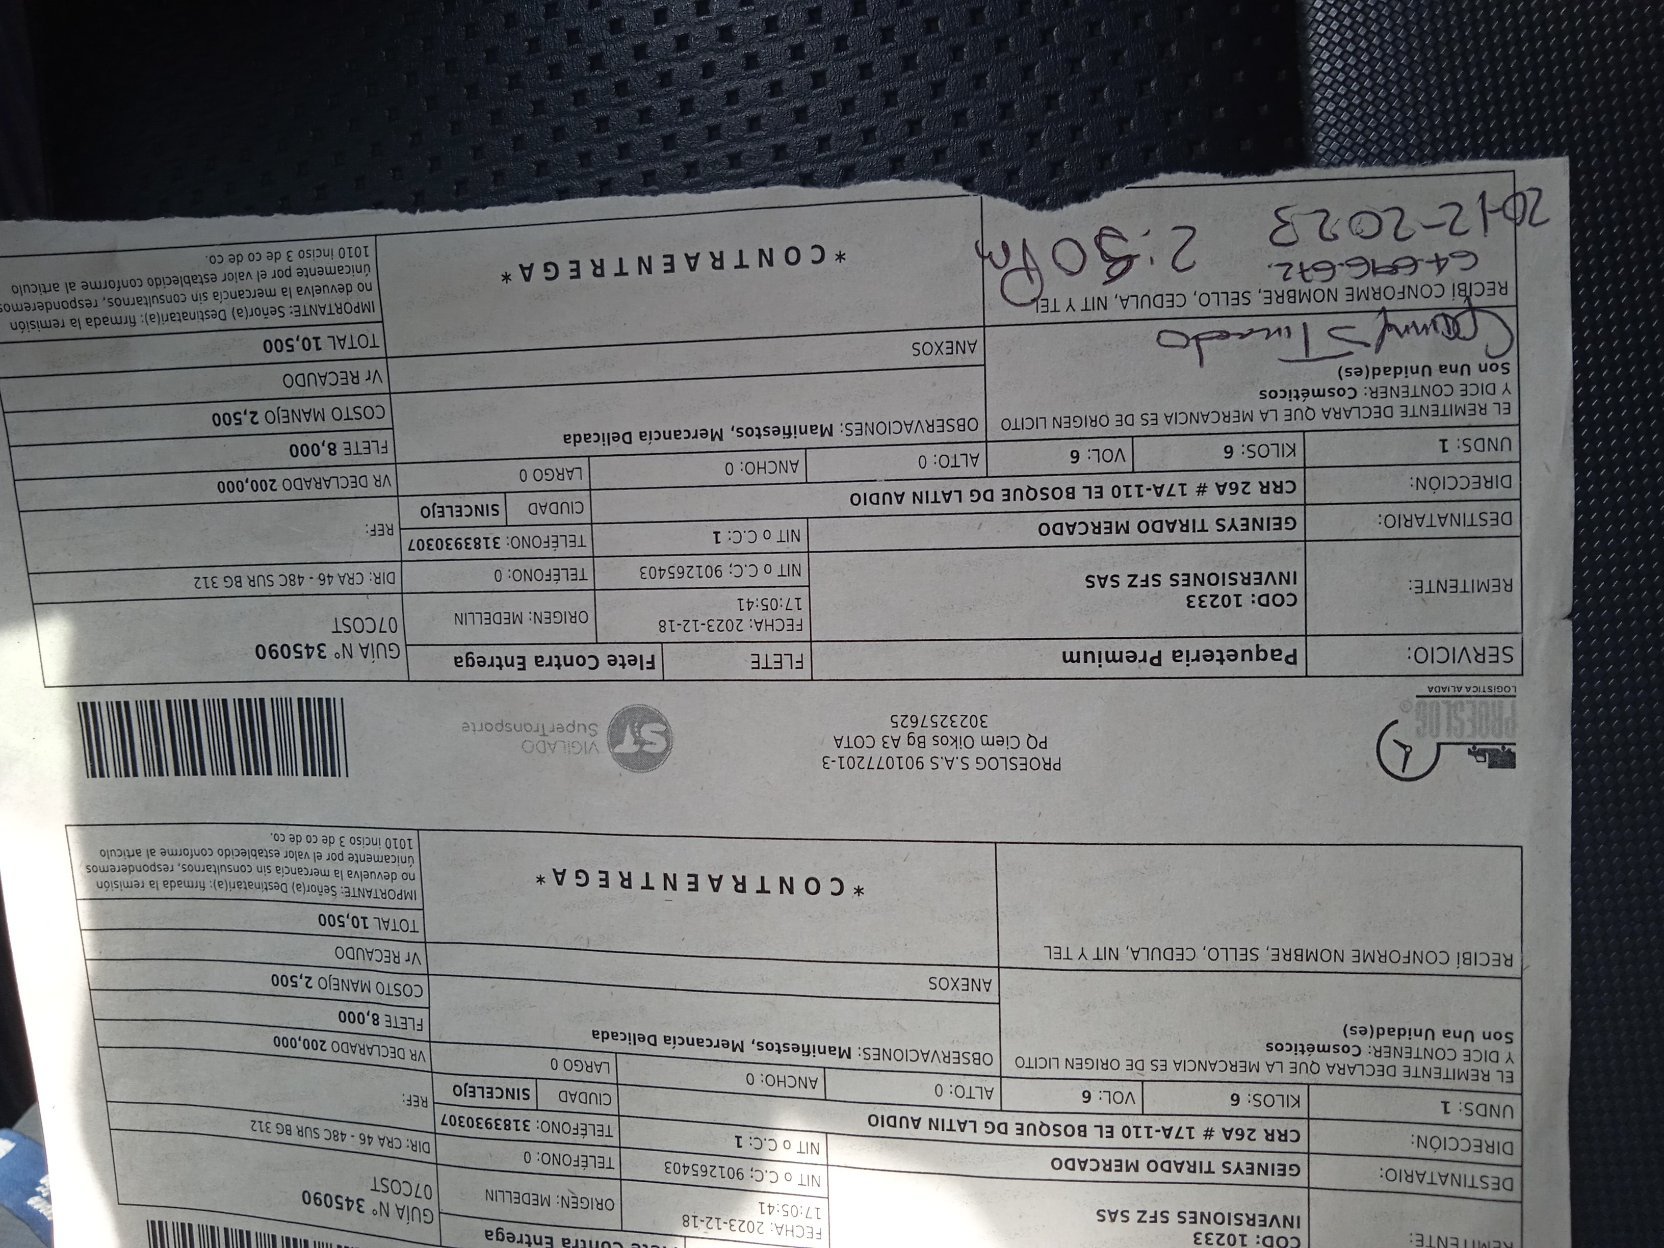 REMITENTE:
COD: 10233
INVERSIONES SFZ SAS
FECHA: 2023-12-18
17:05:41
NIT o C.C; 901265403
Flete Contra Entrega
ORIGEN: MEDELLIN
TELÉFONO: 0
GUÍA N° 345090
07COST
DIR: CRA 46 - 48C SUR BG 312
DESTINATARIO:
GEINEYS TIRADO MERCADO
NIT o C.C: 1
TELÉFONO: 3183930307
REF:
DIRECCIÓN:
CRR 26A # 17A-110 EL BOSQUE DG LATIN AUDIO
CIUDAD
SINCELEJO
UNDS: 1
KILOS: 6
VOL: 6
ALTO: 0
ANCHO: 0
LARGO 0
VR DECLARADO 200,000
EL REMITENTE DECLARA QUE LA MERCANCIA ES DE ORIGEN LICITO
Y DICE CONTENER: Cosméticos
Son Una Unidad(es)
OBSERVACIONES: Manifiestos, Mercancía Delicada
FLETE 8,000
COSTO MANEJO 2,500
ANEXOS
Vr RECAUDO
RECIBÍ CONFORME NOMBRE, SELLO, CEDULA, NIT Y TEL
TOTAL 10,500
*CONTRAENTREGA*
IMPORTANTE: Señor(a) Destinatari(a): firmada la remisión
no devuelva la mercancía sin consultarnos, responderemos
únicamente por el valor establecido conforme al articulo
1010 inciso 3 de co de co.
PROESLOG®
LOGISTICA ALIADA
PROESLOG S.A.S 901077201-3
PQ Ciem Oikos Bg A3 COTA
3023257625
ST
VIGILADO
SuperTransporte
SERVICIO:
Paqueteria Premium
FLETE
Flete Contra Entrega
GUÍA N° 345090
07COST
REMITENTE:
COD: 10233
INVERSIONES SFZ SAS
FECHA: 2023-12-18
17:05:41
ORIGEN: MEDELLIN
NIT o C.C; 901265403
TELÉFONO: 0
DIR: CRA 46 - 48C SUR BG 312
DESTINATARIO:
GEINEYS TIRADO MERCADO
NIT o C.C: 1
TELÉFONO: 3183930307
REF:
DIRECCIÓN:
CRR 26A # 17A-110 EL BOSQUE DG LATIN AUDIO
CIUDAD
SINCELEJO
UNDS: 1
KILOS: 6
VOL: 6
ALTO: 0
ANCHO: 0
LARGO 0
VR DECLARADO 200,000
EL REMITENTE DECLARA QUE LA MERCANCIA ES DE ORIGEN LICITO
Y DICE CONTENER: Cosméticos
Son Una Unidad(es)
OBSERVACIONES: Manifiestos, Mercancía Delicada
FLETE 8,000
COSTO MANEJO 2,500
ANEXOS
Vr RECAUDO
RECIBÍ CONFORME NOMBRE, SELLO, CEDULA, NIT Y TEL
64.696.672.
2023
TOTAL 10,500
*CONTRAENTREGA*
IMPORTANTE: Señor(a) Destinatari(a): firmada la remisión
no devuelva la mercancía sin consultarnos, responderemos
únicamente por el valor establecido conforme al articulo
1010 inciso 3 de co de co.